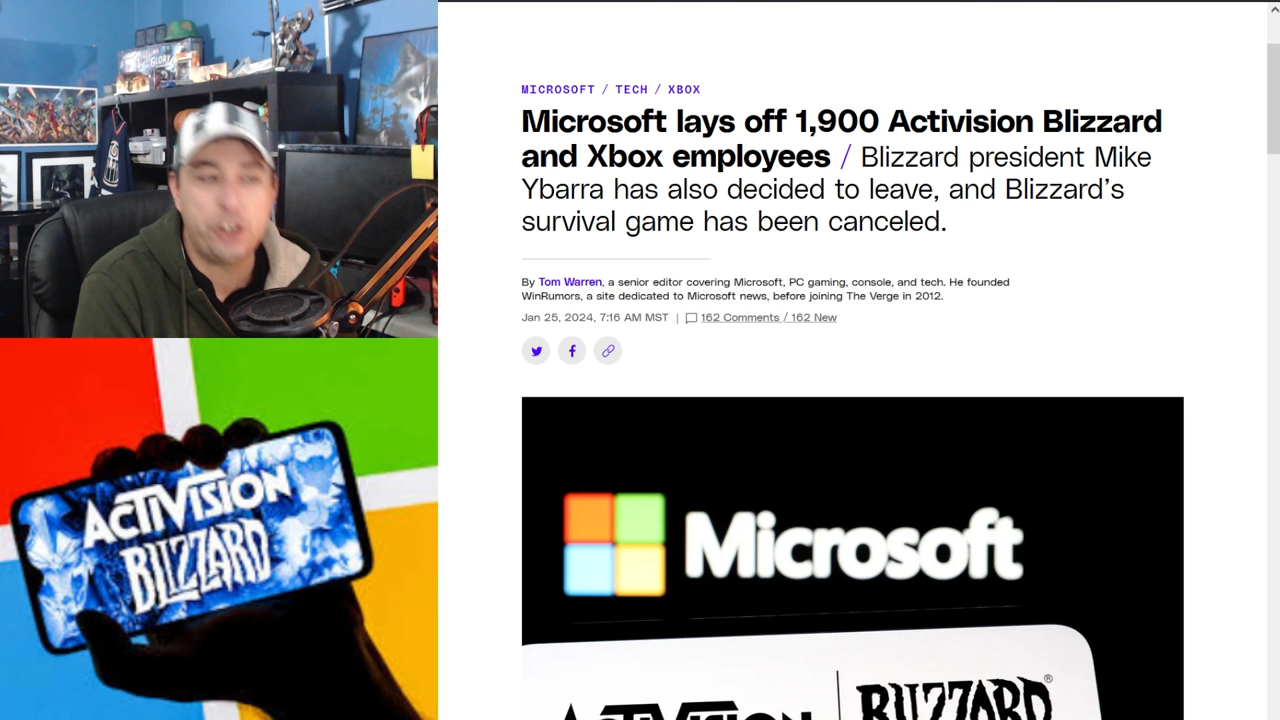 MICROSOFT / TECH / XBOX
Microsoft lays off 1,900 Activision Blizzard
and Xbox employees / Blizzard president Mike
Ybarra has also decided to leave, and Blizzard's
survival game has been canceled.
By Tom Warren, a senior editor covering Microsoft, PC gaming, console, and tech. He founded
WinRumors, a site dedicated to Microsoft news, before joining The Verge in 2012.
Jan 25, 2024, 7:16 AM MST | 162 Comments / 162 New
Microsoft
ACTIVISION | BLIZZARD®
ACTIVISION
BLIZZARD
GLORY